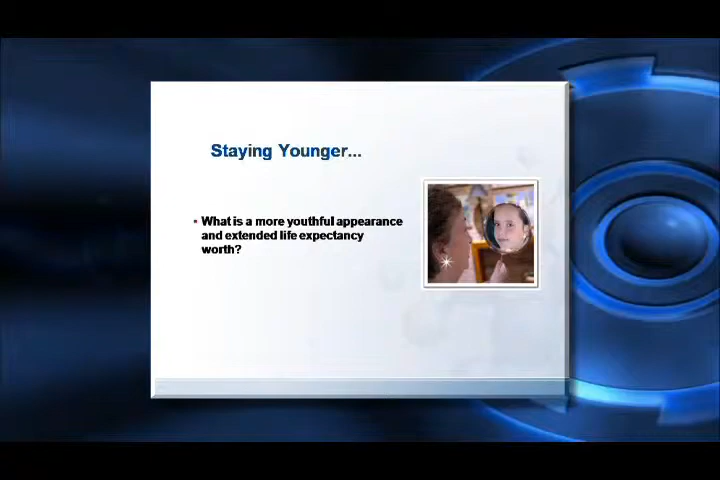 Staying Younger...
• What is a more youthful appearance
and extended life expectancy
worth?